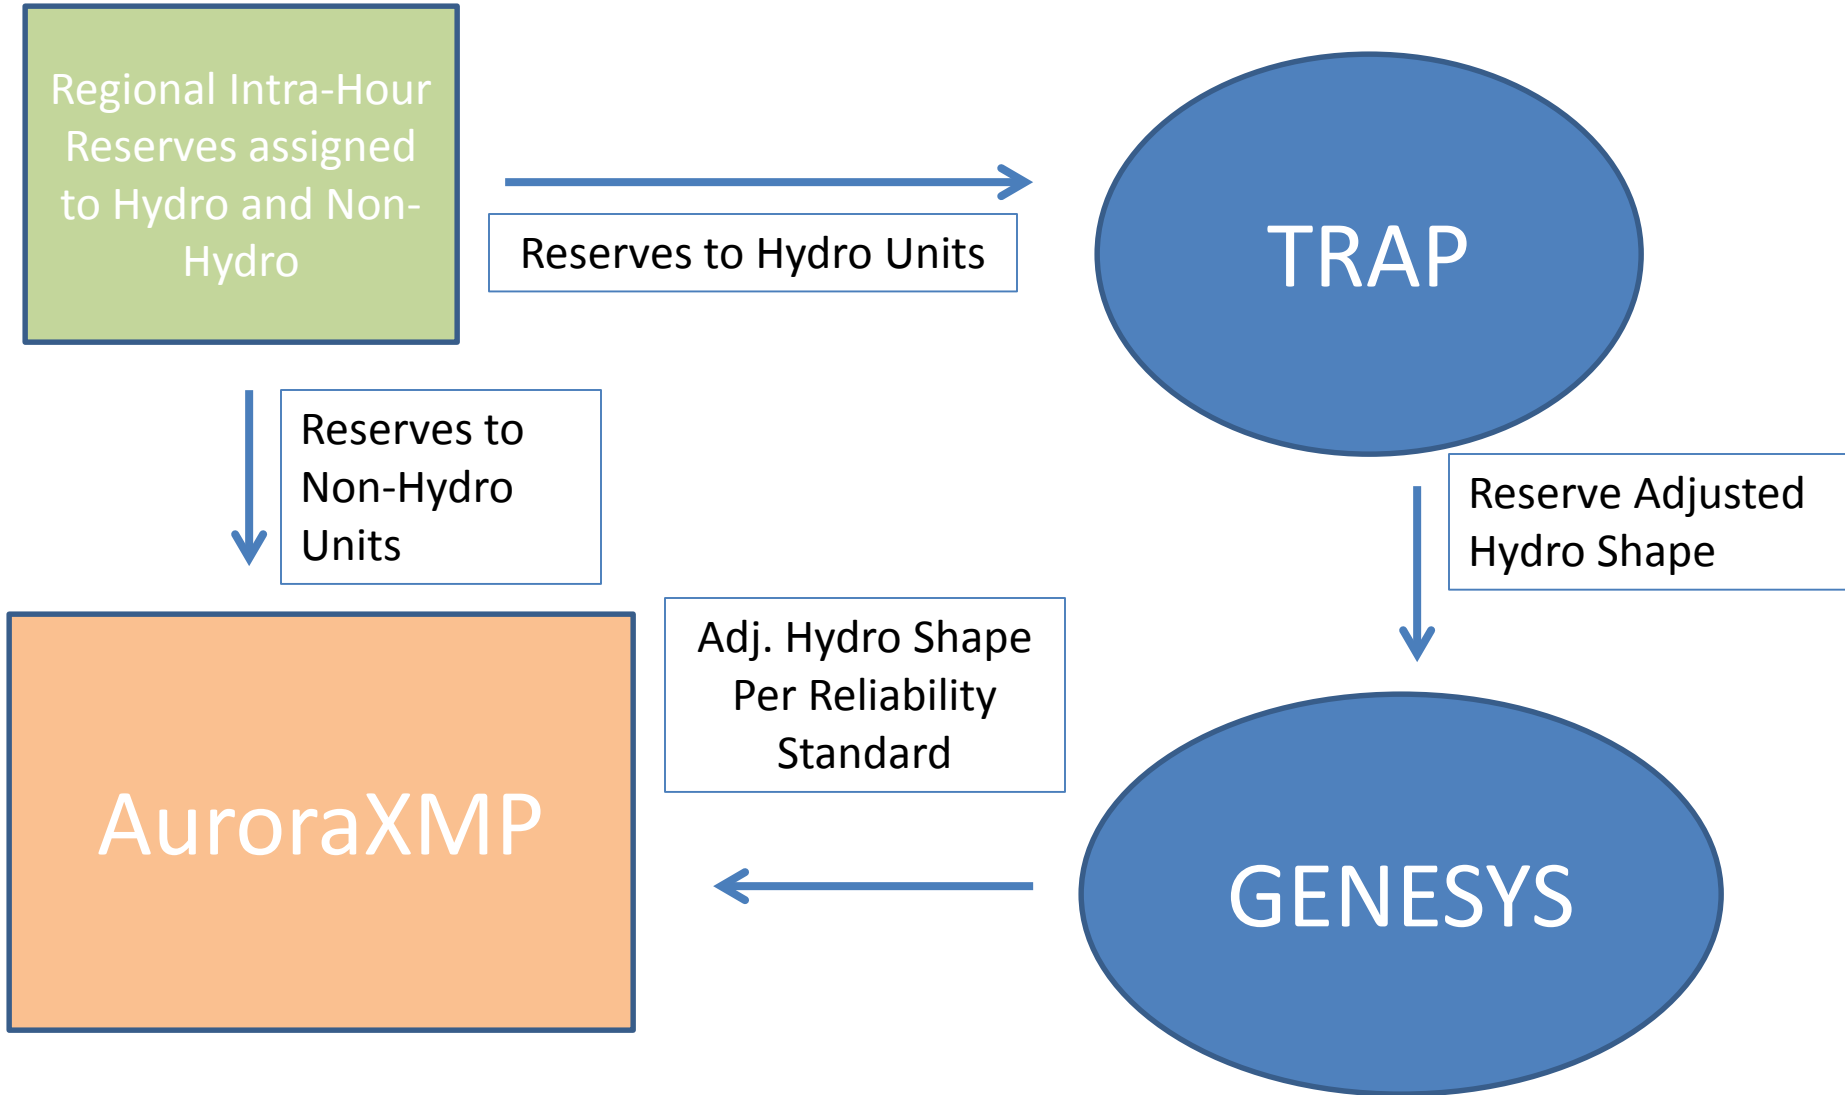 Regional Intra-Hour
Reserves assigned
to Hydro and Non-
Hydro
Reserves to Hydro Units
TRAP
Reserves to
Non-Hydro
Units
Reserve Adjusted
Hydro Shape
Adj. Hydro Shape
Per Reliability
Standard
AuroraXMP
GENESYS